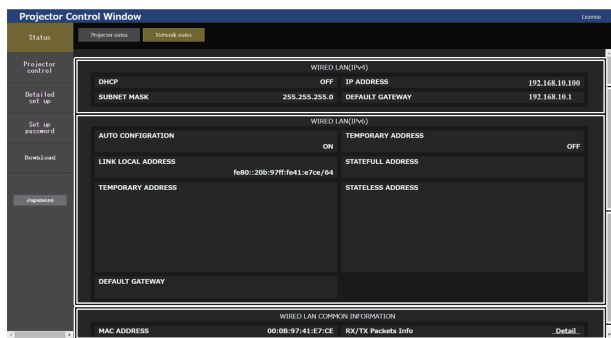 Projector Control Window
License
Status
Projector status
Network status
Projector control
Detailed set up
Set up password
Download
Japanese
WIRED LAN(IPv4)
DHCP OFF IP ADDRESS 192.168.10.100
SUBNET MASK 255.255.255.0 DEFAULT GATEWAY 192.168.10.1
WIRED LAN(IPv6)
AUTO CONFIGRATION TEMPORARY ADDRESS
ON OFF
LINK LOCAL ADDRESS STATEFULL ADDRESS
fe80::20b:97ff:fe41:e7ce/64
TEMPORARY ADDRESS STATELESS ADDRESS
DEFAULT GATEWAY
WIRED LAN COMMON INFORMATION
MAC ADDRESS 00:0B:97:41:E7:CE RX/TX Packets Info _Detail_